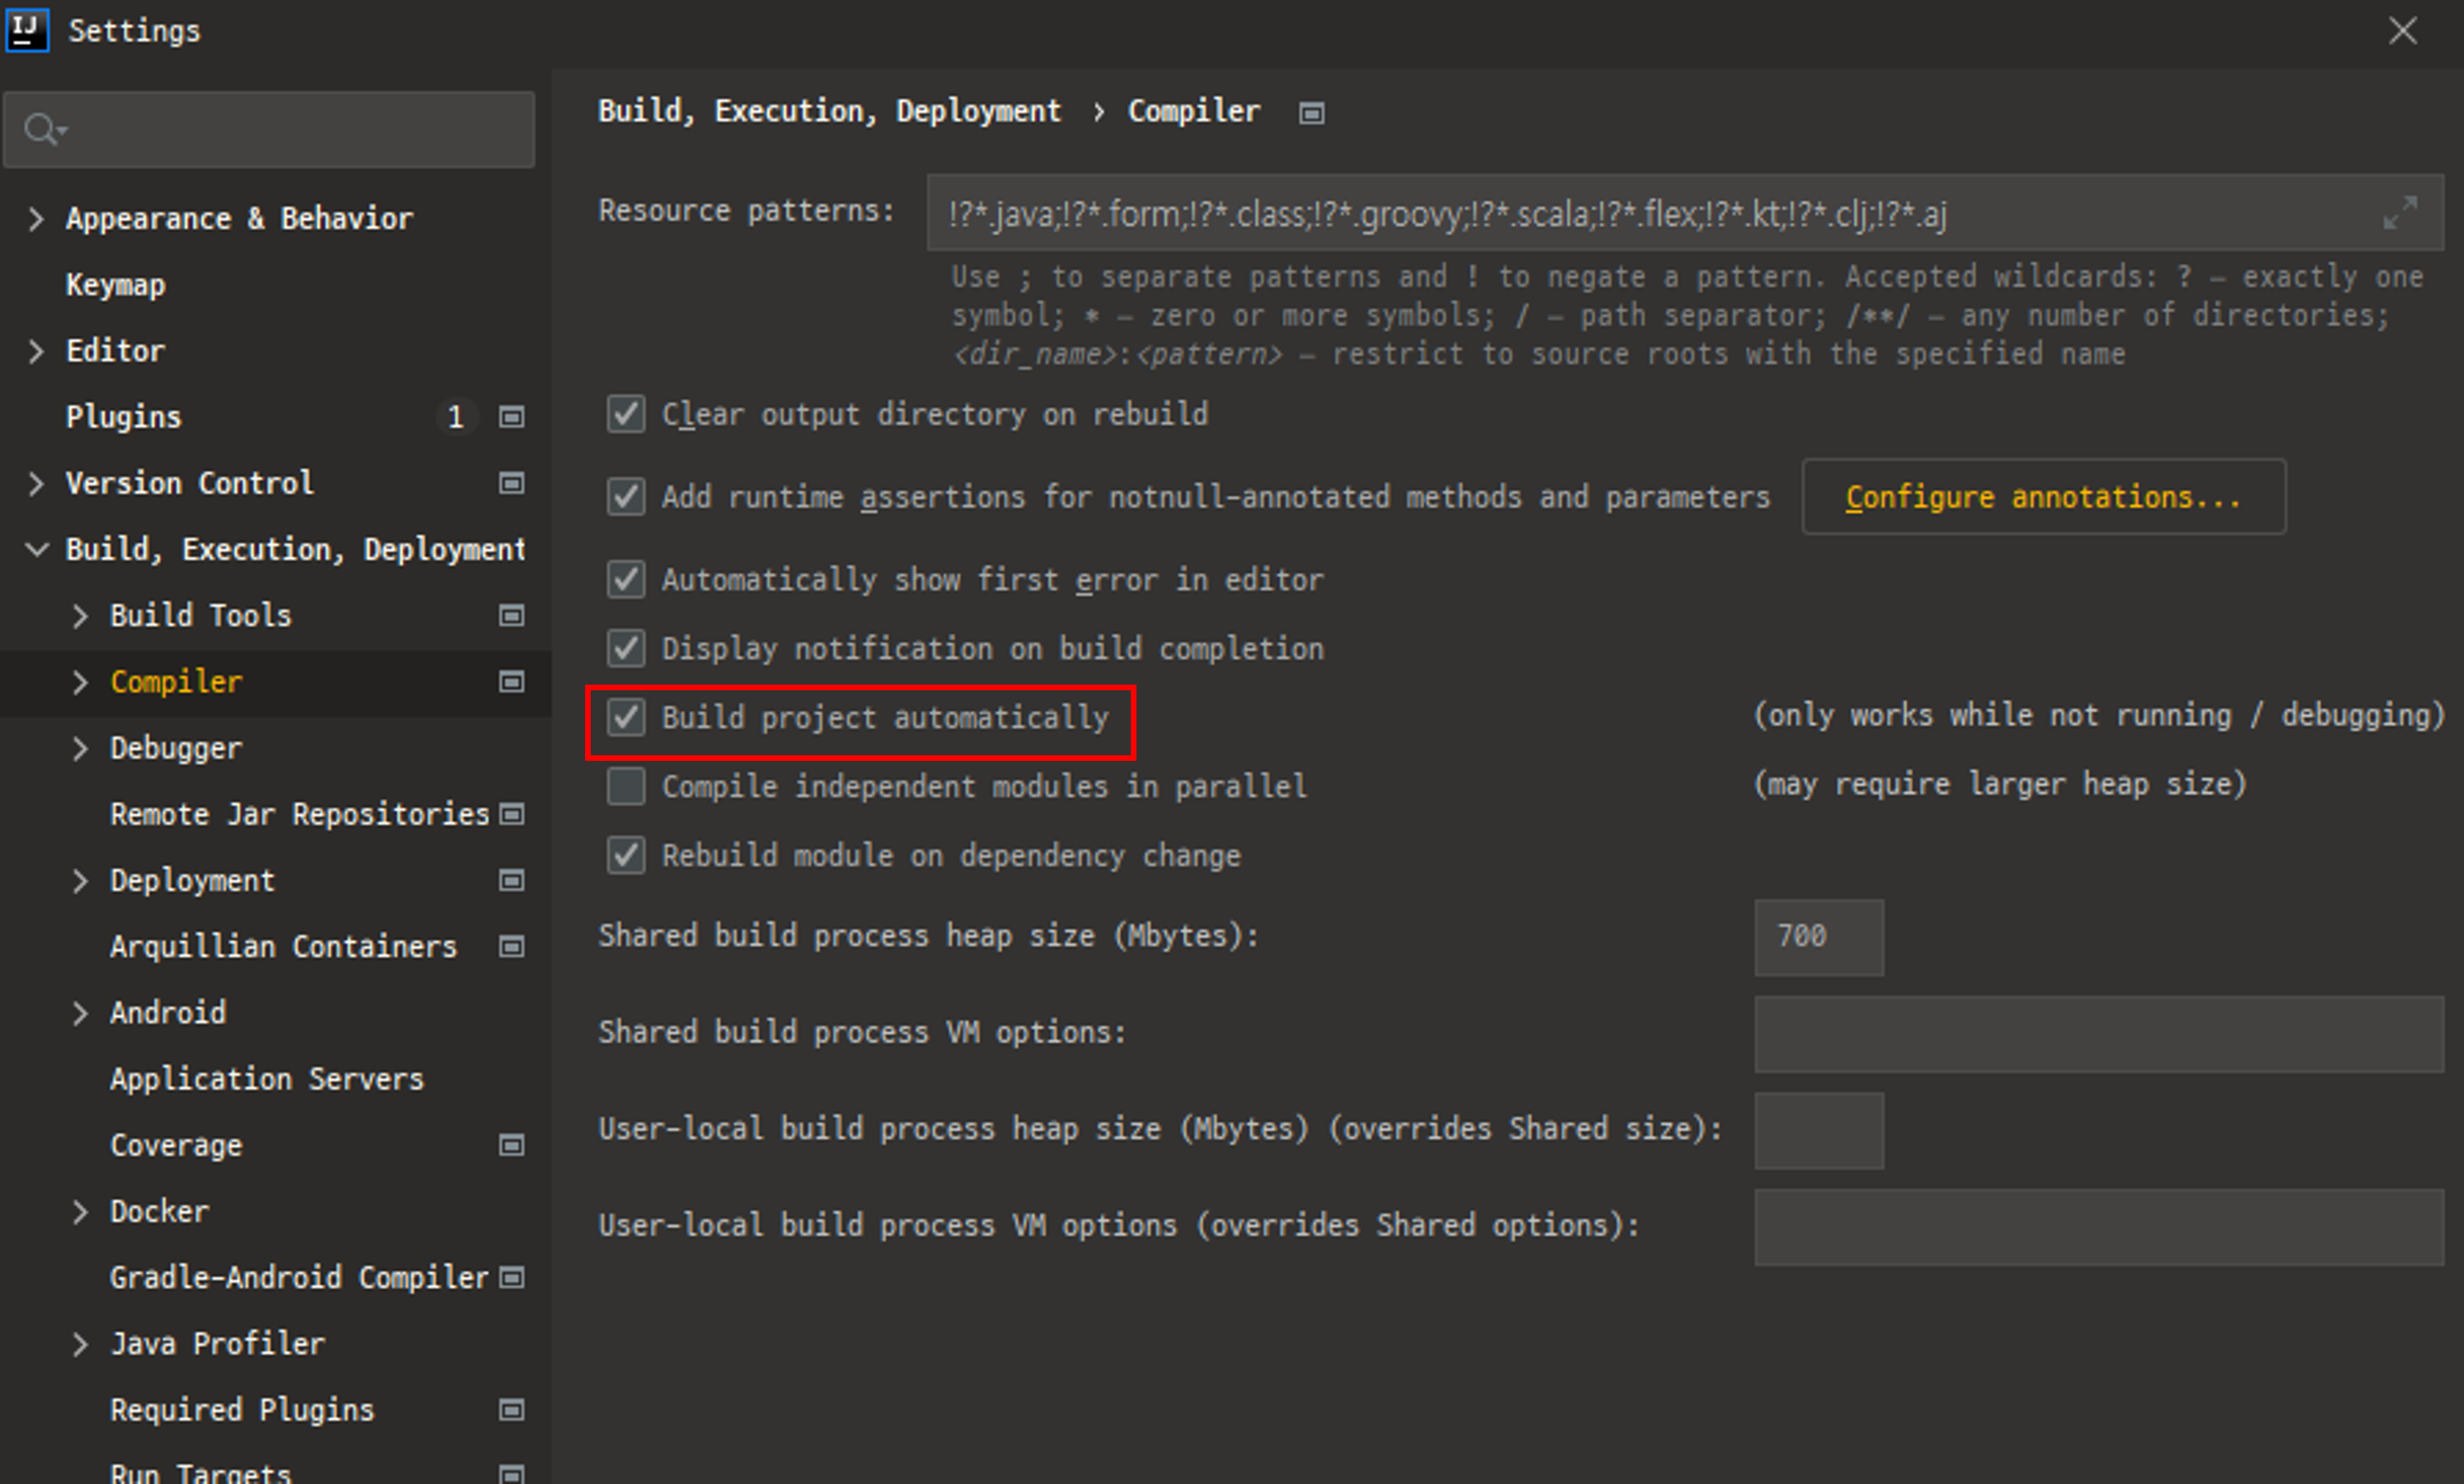 IJ
Settings
Appearance & Behavior
Keymap
Editor
Plugins 1
Version Control
Build, Execution, Deployment
Build Tools
Compiler
Debugger
Remote Jar Repositories
Deployment
Arquillian Containers
Android
Application Servers
Coverage
Docker
Gradle-Android Compiler
Java Profiler
Required Plugins
Run Targets
Build, Execution, Deployment › Compiler
Resource patterns: !?*.java;!?*.form;!?*.class;!?*.groovy;!?*.scala;!?*.flex;!?*.kt;!?*.clj;!?*.aj
Use ; to separate patterns and ! to negate a pattern. Accepted wildcards: ? — exactly one
symbol; * — zero or more symbols; / — path separator; /**/ — any number of directories;
<dir_name>:<pattern> — restrict to source roots with the specified name
Clear output directory on rebuild
Add runtime assertions for notnull-annotated methods and parameters Configure annotations...
Automatically show first error in editor
Display notification on build completion
Build project automatically (only works while not running / debugging)
Compile independent modules in parallel (may require larger heap size)
Rebuild module on dependency change
Shared build process heap size (Mbytes): 700
Shared build process VM options:
User-local build process heap size (Mbytes) (overrides Shared size):
User-local build process VM options (overrides Shared options):